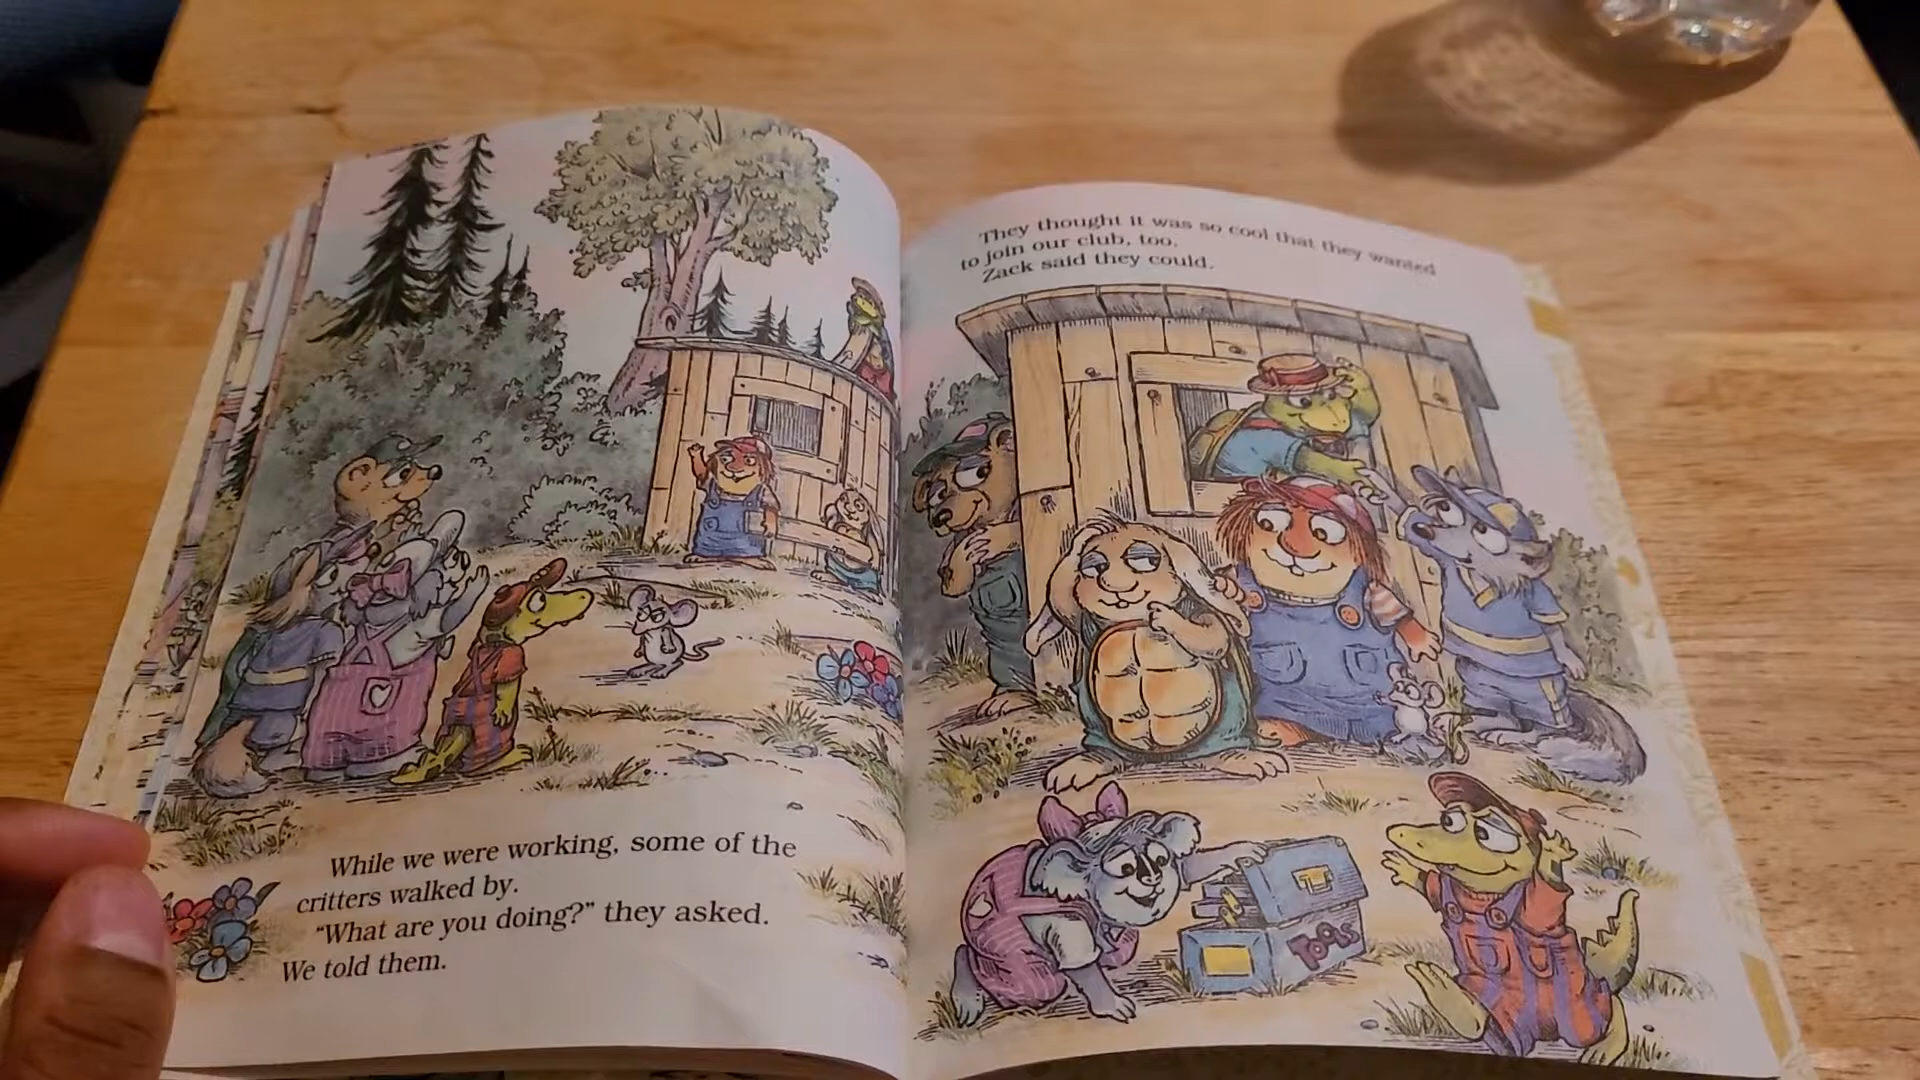 While we were working, some of the
critters walked by.
"What are you doing?" they asked.
We told them.
They thought it was so cool that they wanted
to join our club, too.
Zack said they could.
Tools